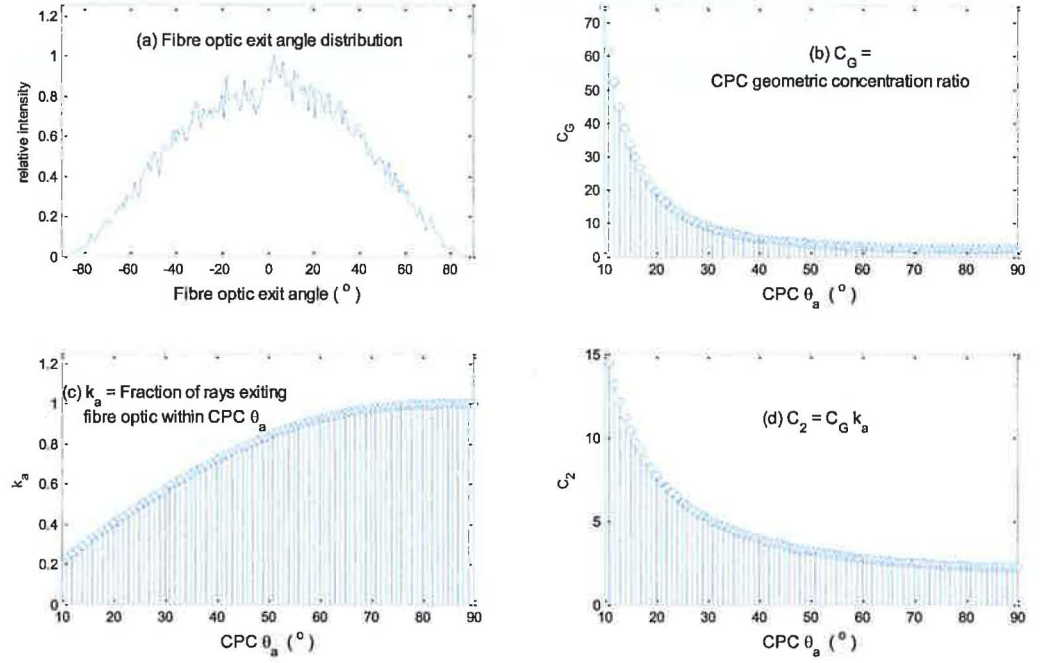 (a) Fibre optic exit angle distribution
relative intensity
1.2
1
0.8
0.6
0.4
0.2
0
-80 -60 -40 -20 0 20 40 60 80
Fibre optic exit angle ( ° )
(b) C_G =
CPC geometric concentration ratio
C_G
70
60
50
40
30
20
10
0
10 20 30 40 50 60 70 80 90
CPC θ_a ( ° )
(c) k_a = Fraction of rays exiting
fibre optic within CPC θ_a
k_a
1.2
1
0.8
0.6
0.4
0.2
0
10 20 30 40 50 60 70 80 90
CPC θ_a ( ° )
(d) C_2 = C_G k_a
C_2
15
10
5
0
10 20 30 40 50 60 70 80 90
CPC θ_a ( ° )